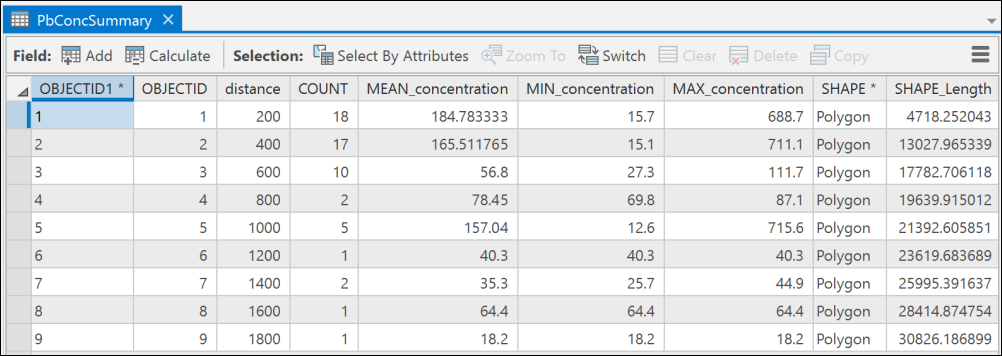 PbConcSummary
Field: Add Calculate Selection: Select By Attributes Zoom To Switch Clear Delete Copy
OBJECTID1 * OBJECTID distance COUNT MEAN_concentration MIN_concentration MAX_concentration SHAPE * SHAPE_Length
1 1 200 18 184.783333 15.7 688.7 Polygon 4718.252043
2 2 400 17 165.511765 15.1 711.1 Polygon 13027.965339
3 3 600 10 56.8 27.3 111.7 Polygon 17782.706118
4 4 800 2 78.45 69.8 87.1 Polygon 19639.915012
5 5 1000 5 157.04 12.6 715.6 Polygon 21392.605851
6 6 1200 1 40.3 40.3 40.3 Polygon 23619.683689
7 7 1400 2 35.3 25.7 44.9 Polygon 25995.391637
8 8 1600 1 64.4 64.4 64.4 Polygon 28414.874754
9 9 1800 1 18.2 18.2 18.2 Polygon 30826.186899